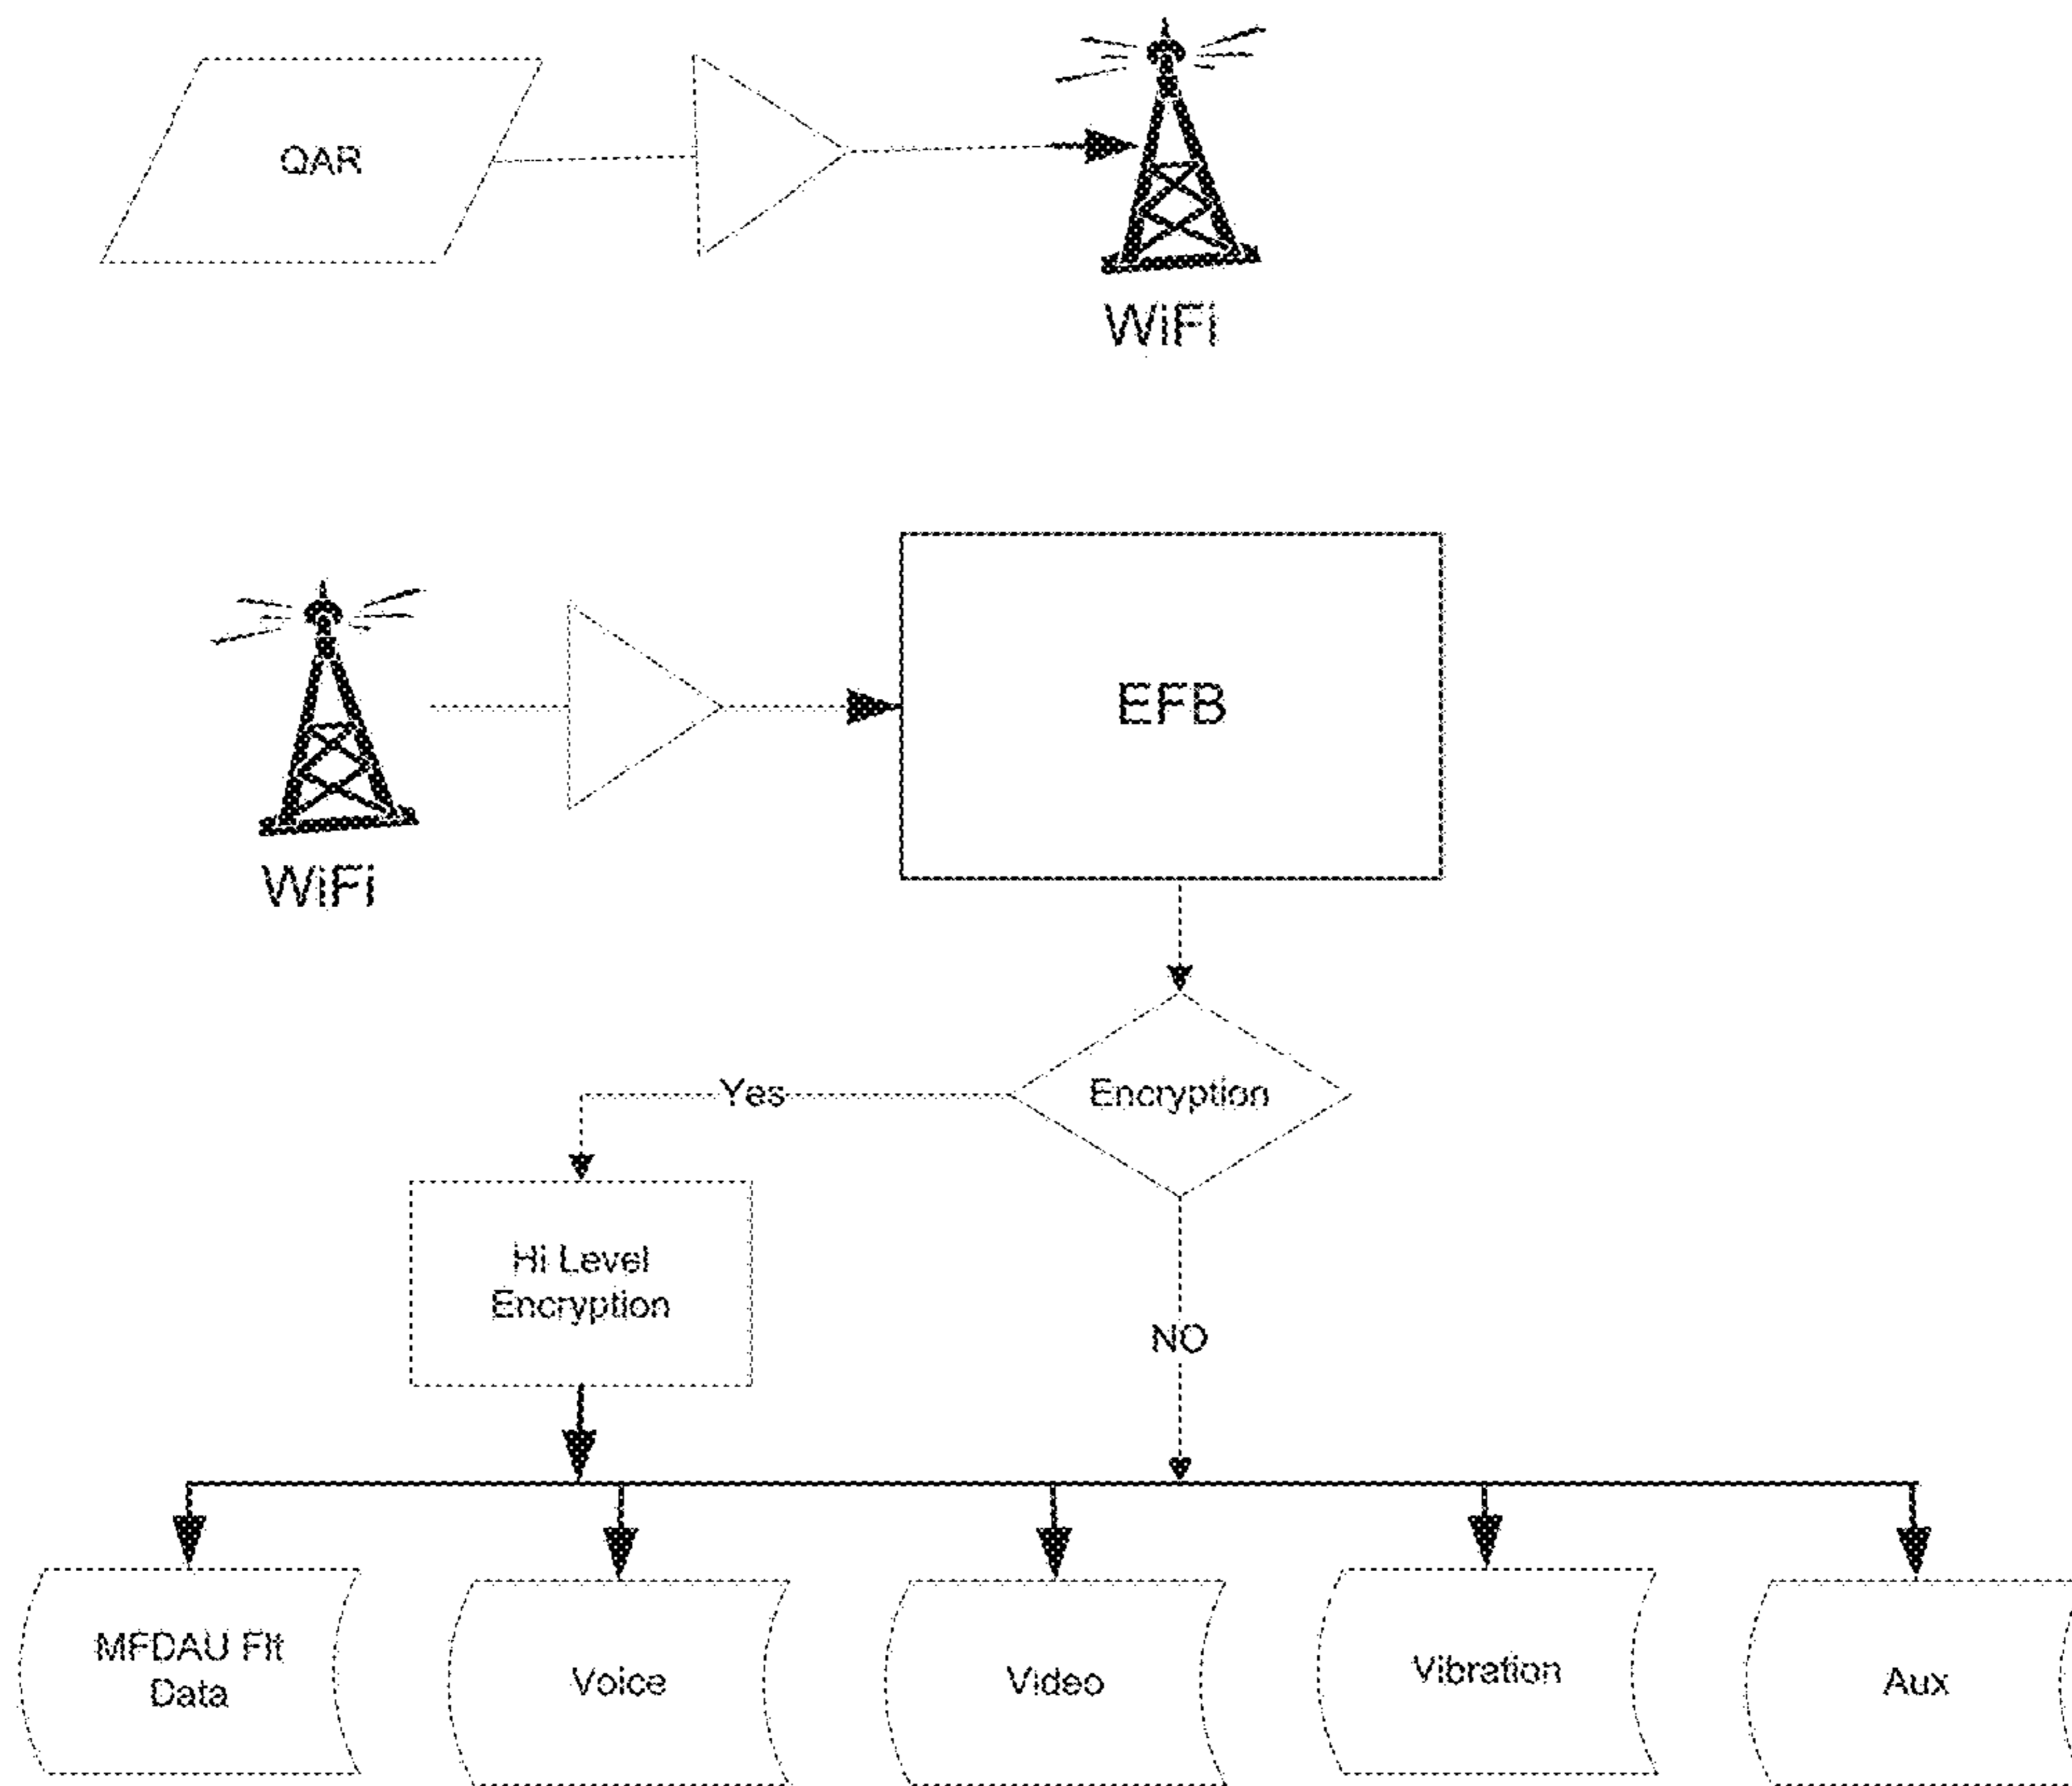 QAR
WiFi
EFB
WiFi
Encryption
Yes
Hi Level
Encryption
NO
MFDAU Flt
Data
Voice
Video
Vibration
Aux